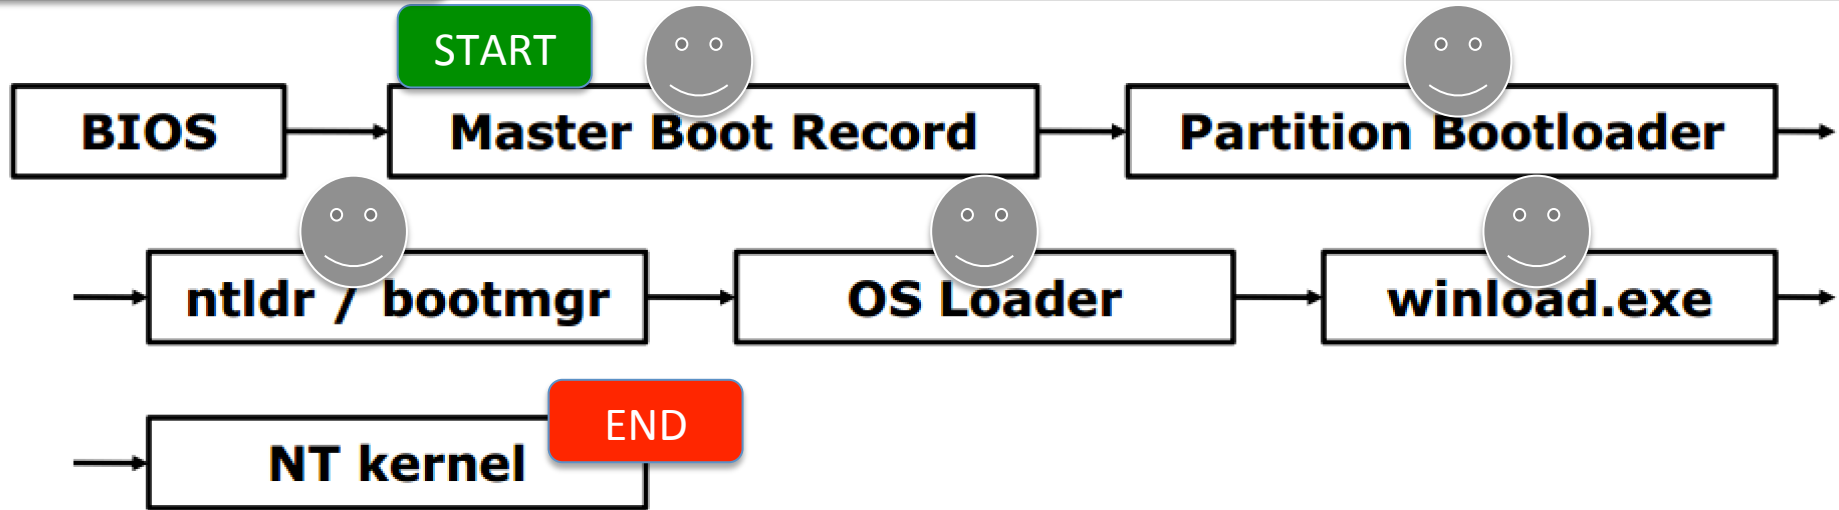 START
BIOS
Master Boot Record
Partition Bootloader
ntldr / bootmgr
OS Loader
winload.exe
END
NT kernel